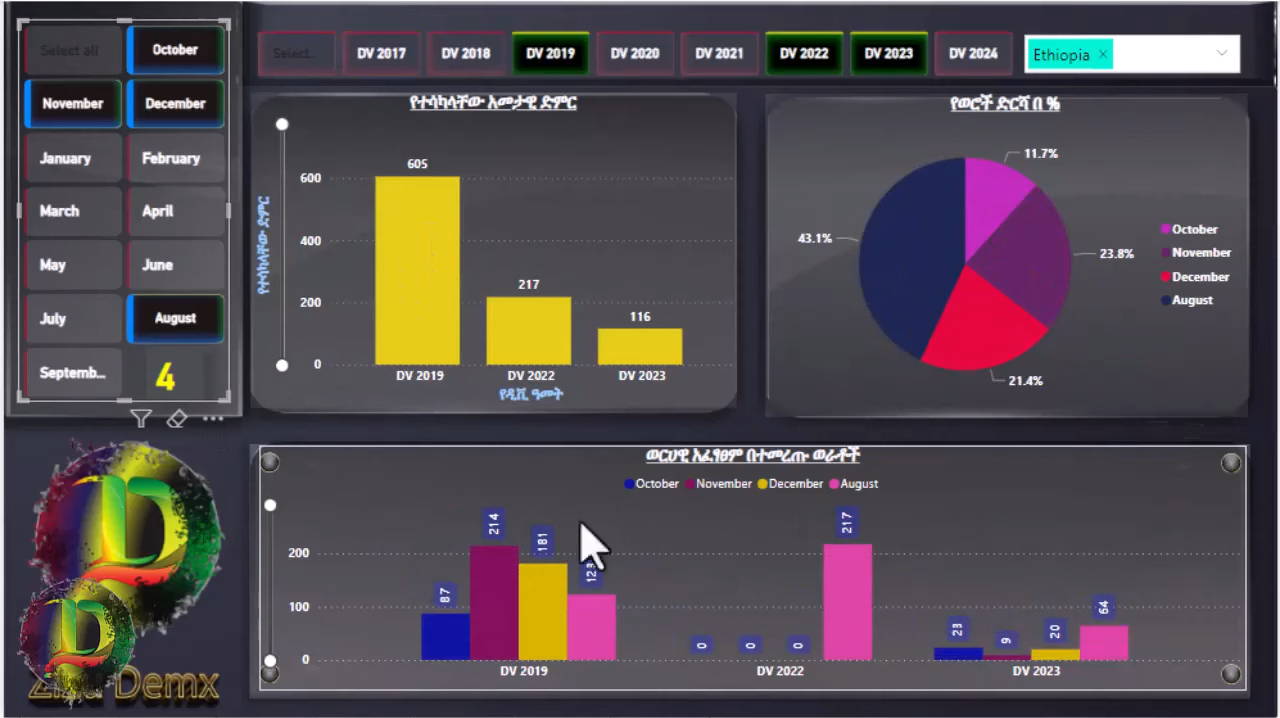 Select all
October
November
December
January
February
March
April
May
June
July
August
Septemb...
4
Select..
DV 2017
DV 2018
DV 2019
DV 2020
DV 2021
DV 2022
DV 2023
DV 2024
Ethiopia ×
የተሳካላቸው አመታዊ ድምር
የተሳካላቸው ድምር
605
217
116
600
400
200
0
DV 2019
DV 2022
DV 2023
የዲቪ ዓመት
የወሮች ድርሻ በ %
11.7%
23.8%
21.4%
43.1%
October
November
December
August
ወርሀዊ አፈፃፀም በተመረጡ ወራቶች
October November December August
200
100
0
87
214
181
123
0
0
0
217
23
9
20
64
DV 2019
DV 2022
DV 2023
Demx